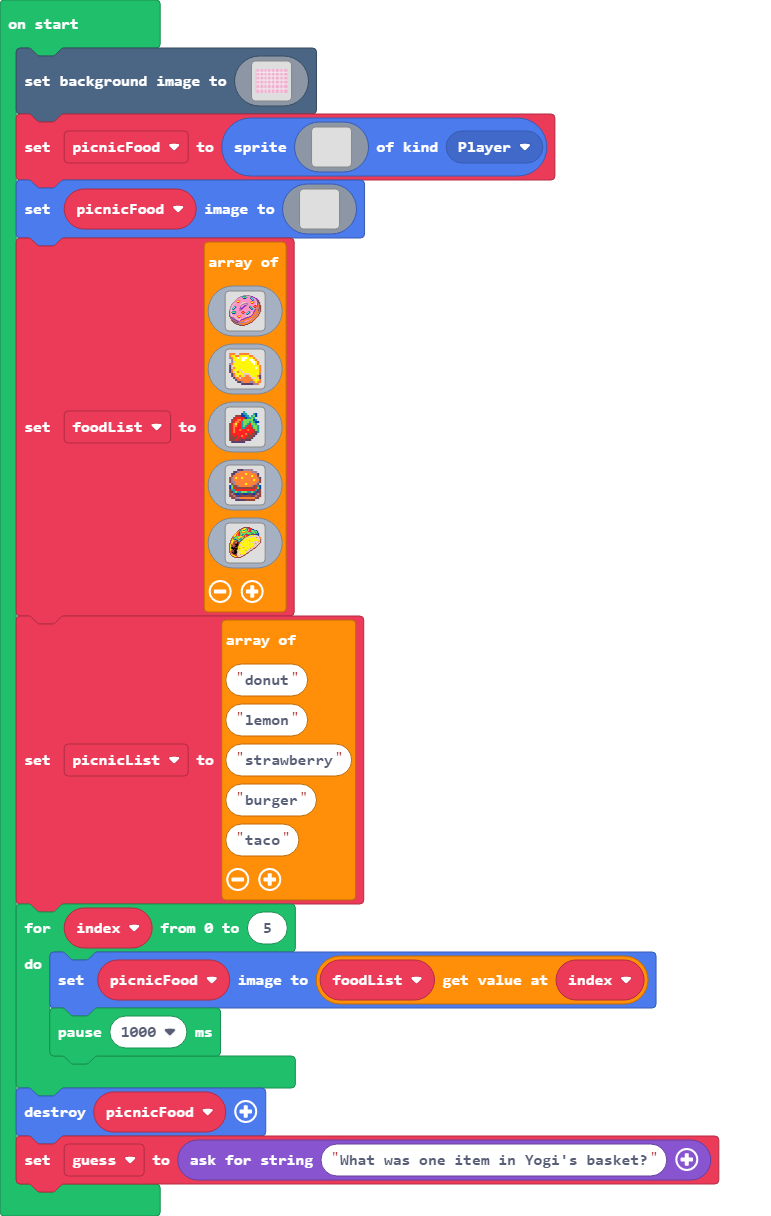 on start
set background image to
set picnicFood to sprite of kind Player
set picnicFood image to
array of
set foodList to
array of
"donut"
"lemon"
set picnicList to "strawberry"
"burger"
"taco"
for index from 0 to 5
do
set picnicFood image to foodList get value at index
pause 1000 ms
destroy picnicFood
set guess to ask for string "What was one item in Yogi's basket?"